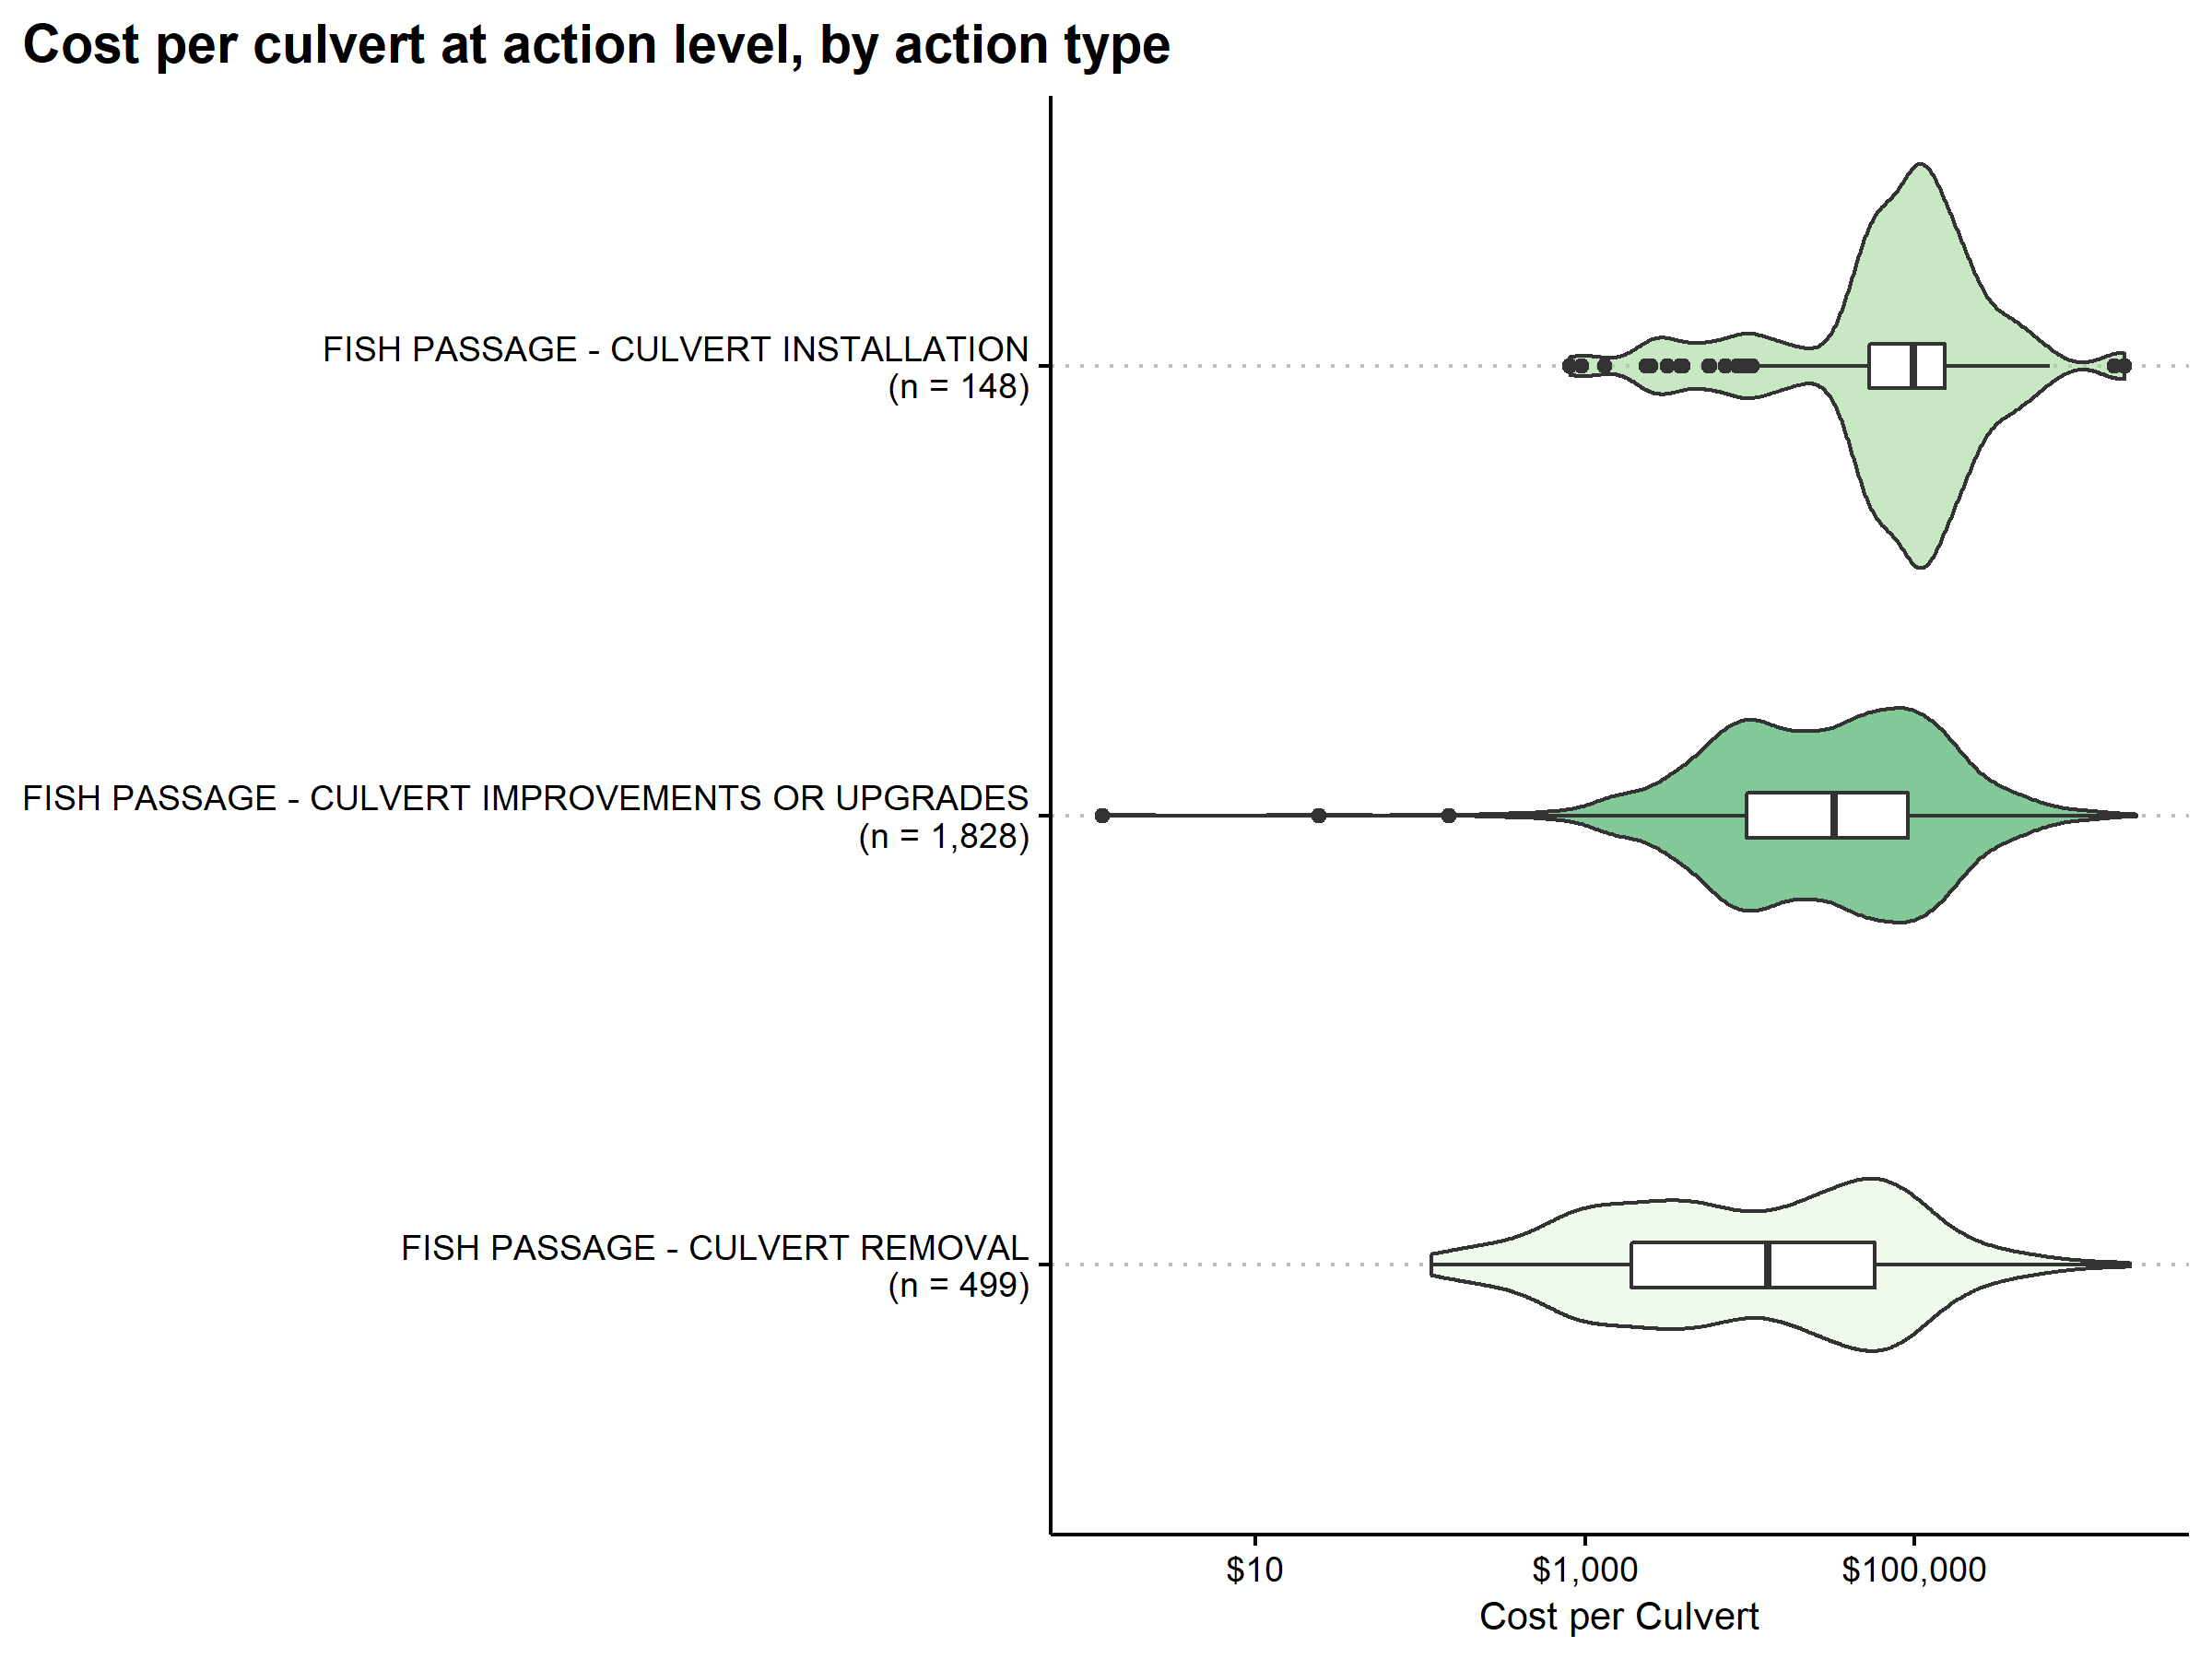 Cost per culvert at action level, by action type
FISH PASSAGE - CULVERT INSTALLATION
(n = 148)
FISH PASSAGE - CULVERT IMPROVEMENTS OR UPGRADES
(n = 1,828)
FISH PASSAGE - CULVERT REMOVAL
(n = 499)
$10 $1,000 $100,000
Cost per Culvert